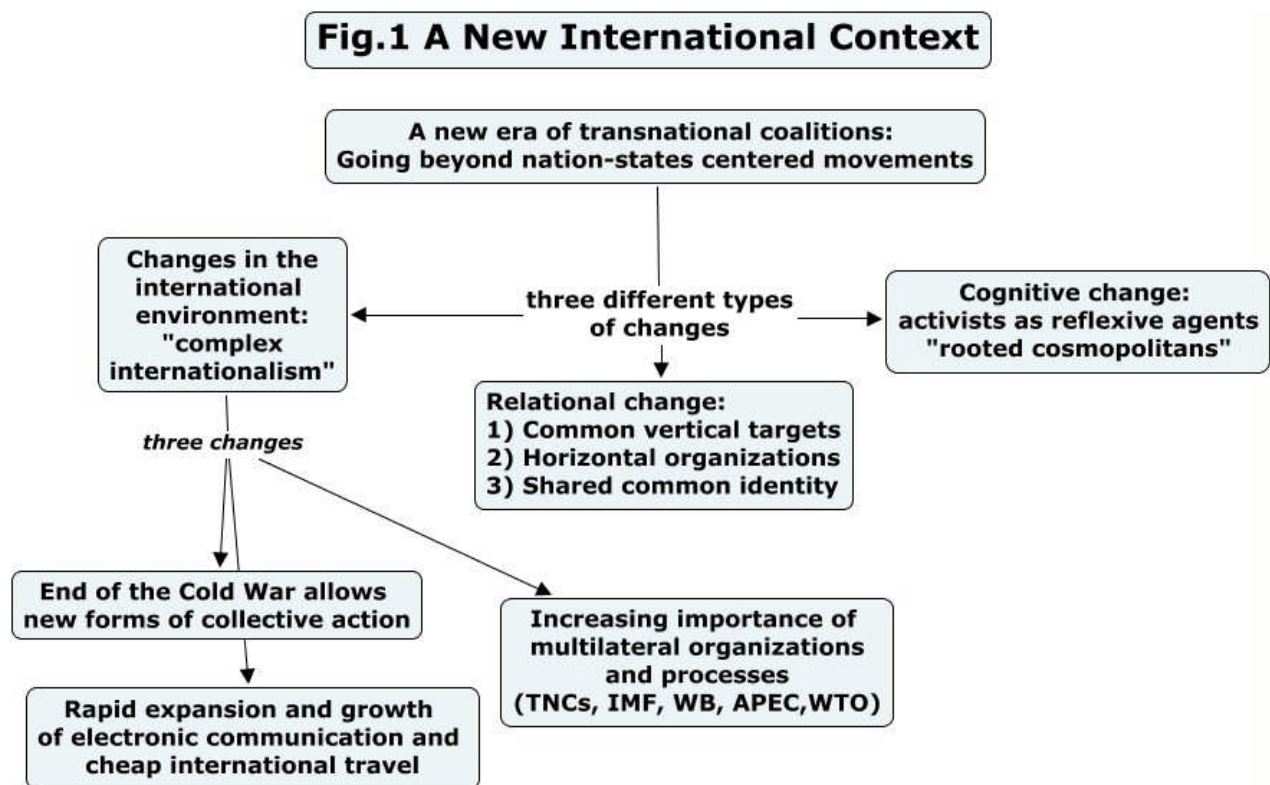 Fig.1 A New International Context
A new era of transnational coalitions:
Going beyond nation-states centered movements
Changes in the
international
environment:
"complex
internationalism"
three different types
of changes
Cognitive change:
activists as reflexive agents
"rooted cosmopolitans"
Relational change:
1) Common vertical targets
2) Horizontal organizations
3) Shared common identity
three changes
End of the Cold War allows
new forms of collective action
Increasing importance of
multilateral organizations
and processes
(TNCs, IMF, WB, APEC,WTO)
Rapid expansion and growth
of electronic communication and
cheap international travel